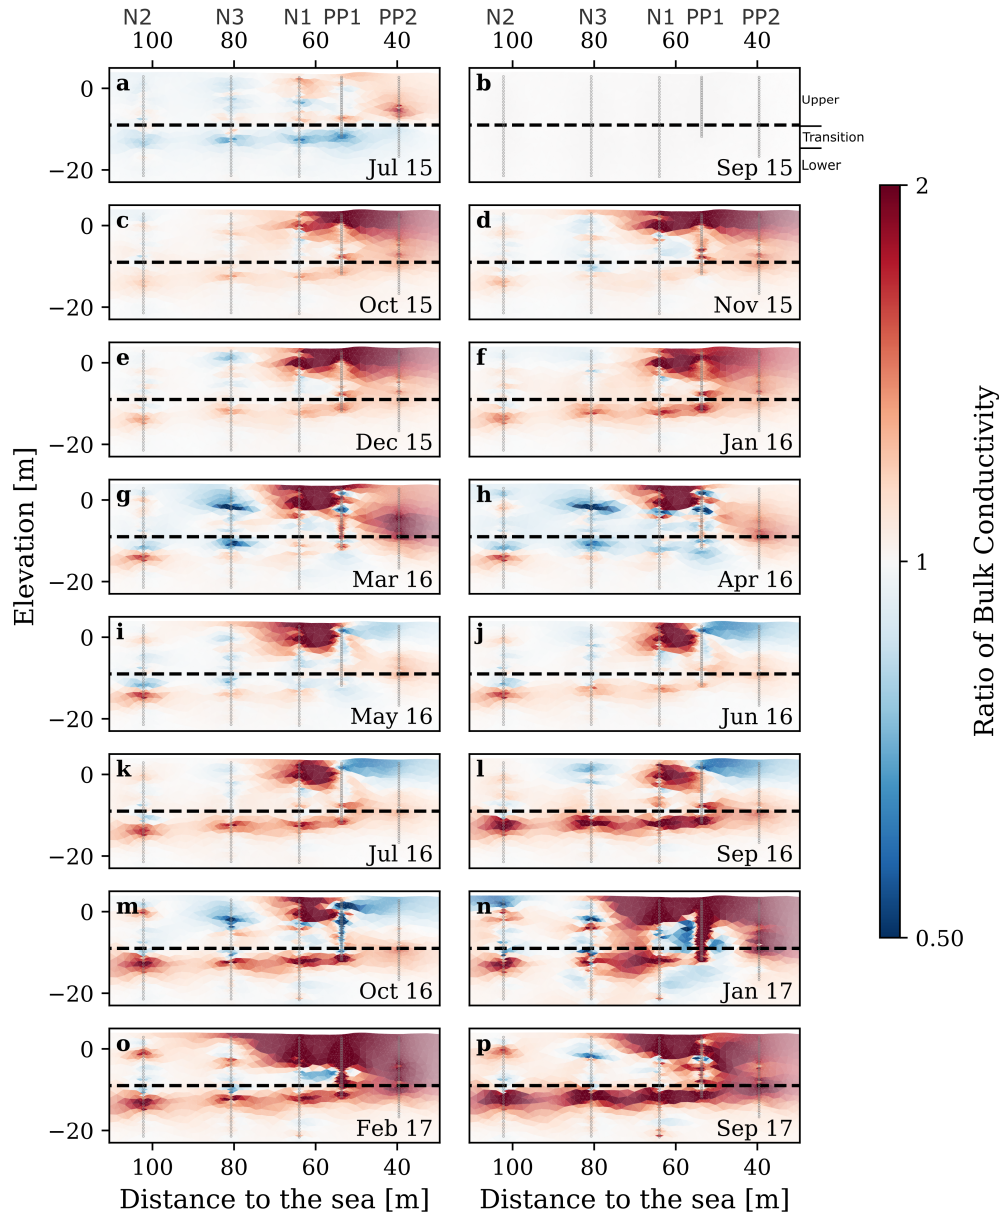 N2 N3 N1 PP1 PP2 N2 N3 N1 PP1 PP2
100 80 60 40 100 80 60 40
a b
0 Upper
Transition
−20 Jul 15 Sep 15 Lower
2
c d
0
−20 Oct 15 Nov 15
e f
0
−20 Dec 15 Jan 16
g h
0
−20 Mar 16 Apr 16
1
i j
0
−20 May 16 Jun 16
k l
0
−20 Jul 16 Sep 16
m n
0
0.50
−20 Oct 16 Jan 17
o p
0
−20 Feb 17 Sep 17
100 80 60 40 100 80 60 40
Distance to the sea [m] Distance to the sea [m]
Elevation [m]
Ratio of Bulk Conductivity